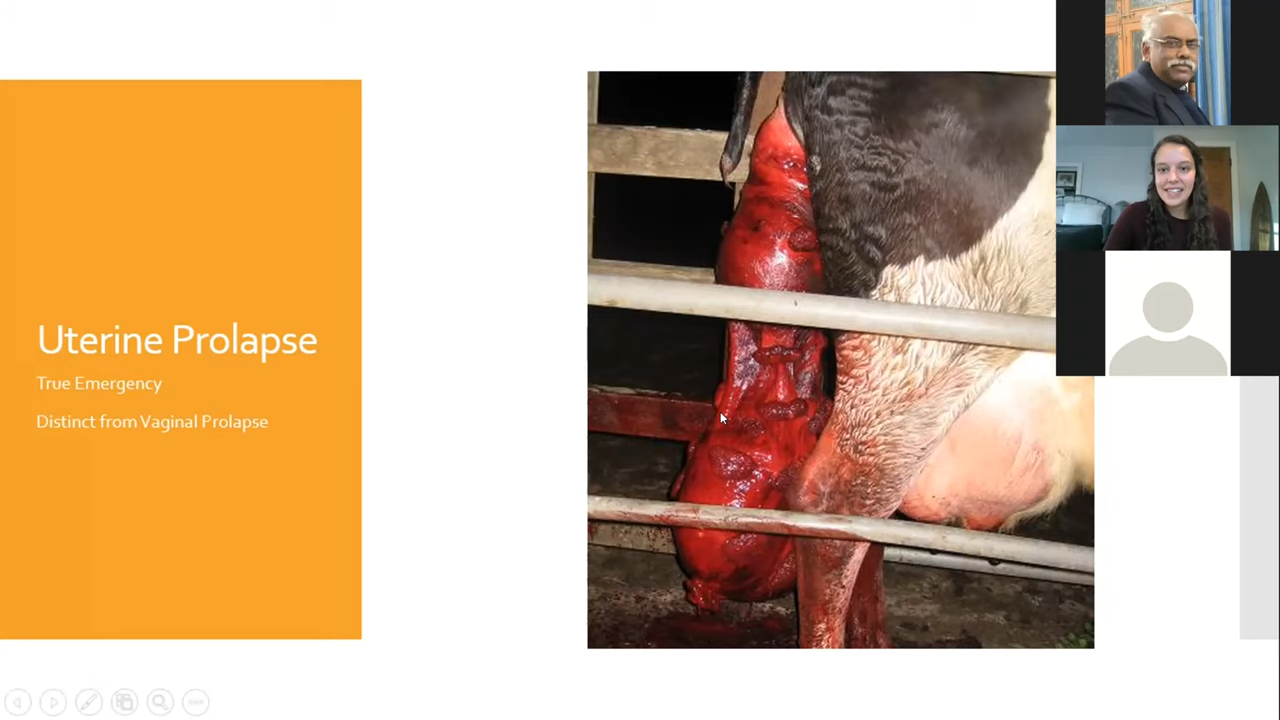 Uterine Prolapse
True Emergency
Distinct from Vaginal Prolapse